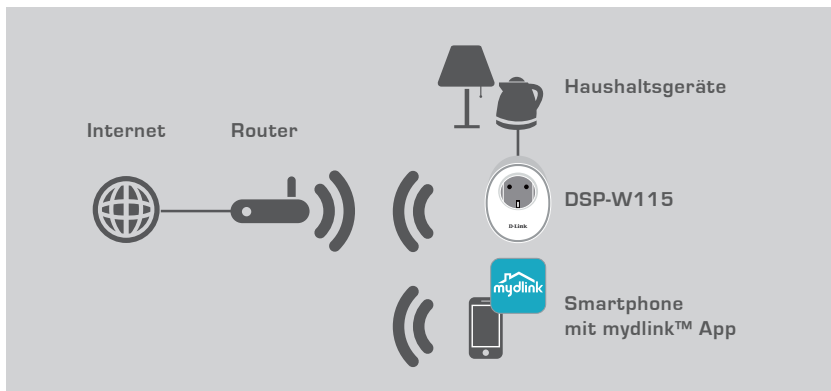 Haushaltsgeräte
Internet
Router
DSP-W115
D-Link
mydlink
Smartphone
mit mydlink™ App